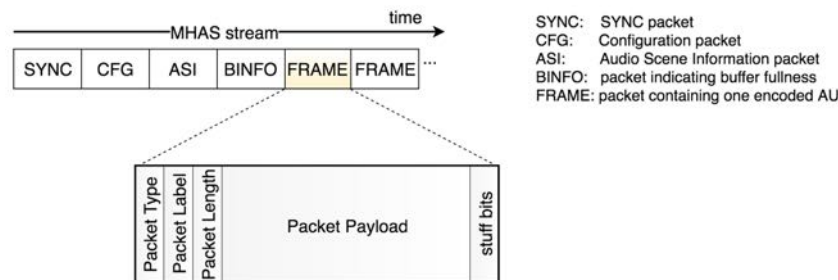 time
MHAS stream
SYNC CFG ASI BINFO FRAME FRAME ...
Packet Type
Packet Label
Packet Length
Packet Payload
stuff bits
SYNC: SYNC packet
CFG: Configuration packet
ASI: Audio Scene Information packet
BINFO: packet indicating buffer fullness
FRAME: packet containing one encoded AU